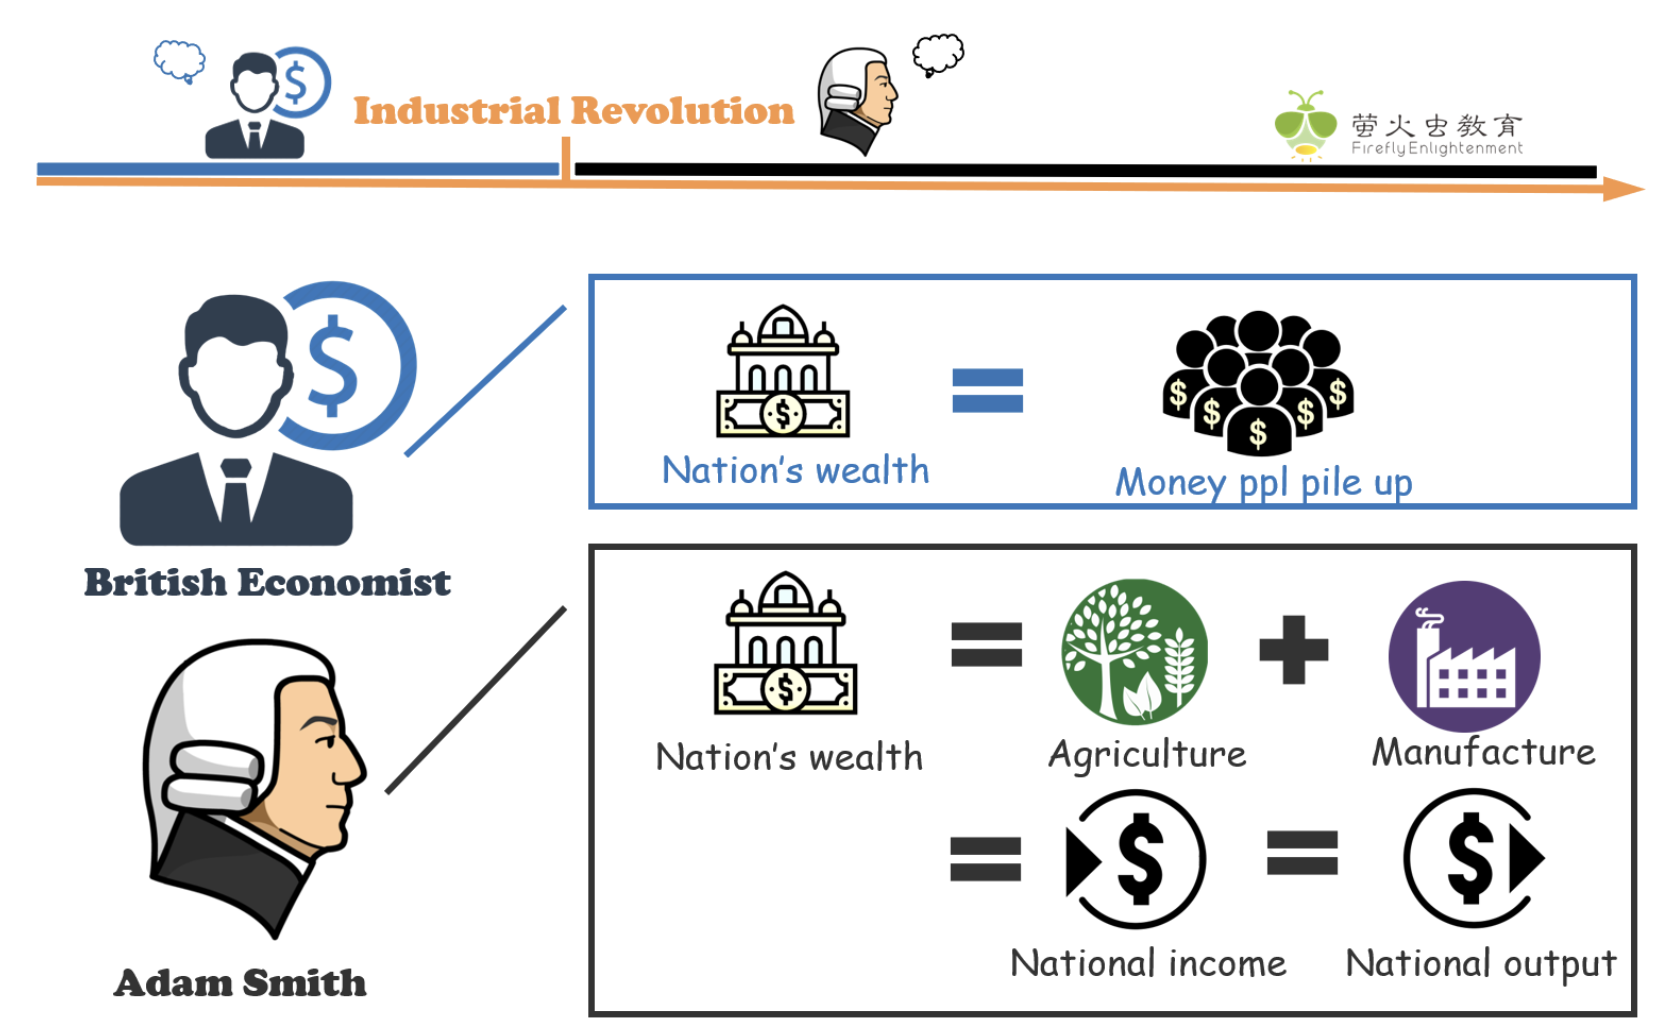 Industrial Revolution
萤火虫教育
FireflyEnlightenment
$
British Economist
$
Nation's wealth
=
$ $ $ $ $
Money ppl pile up
Adam Smith
$
Nation's wealth
=
Agriculture
+
Manufacture
=
$
National income
=
$
National output